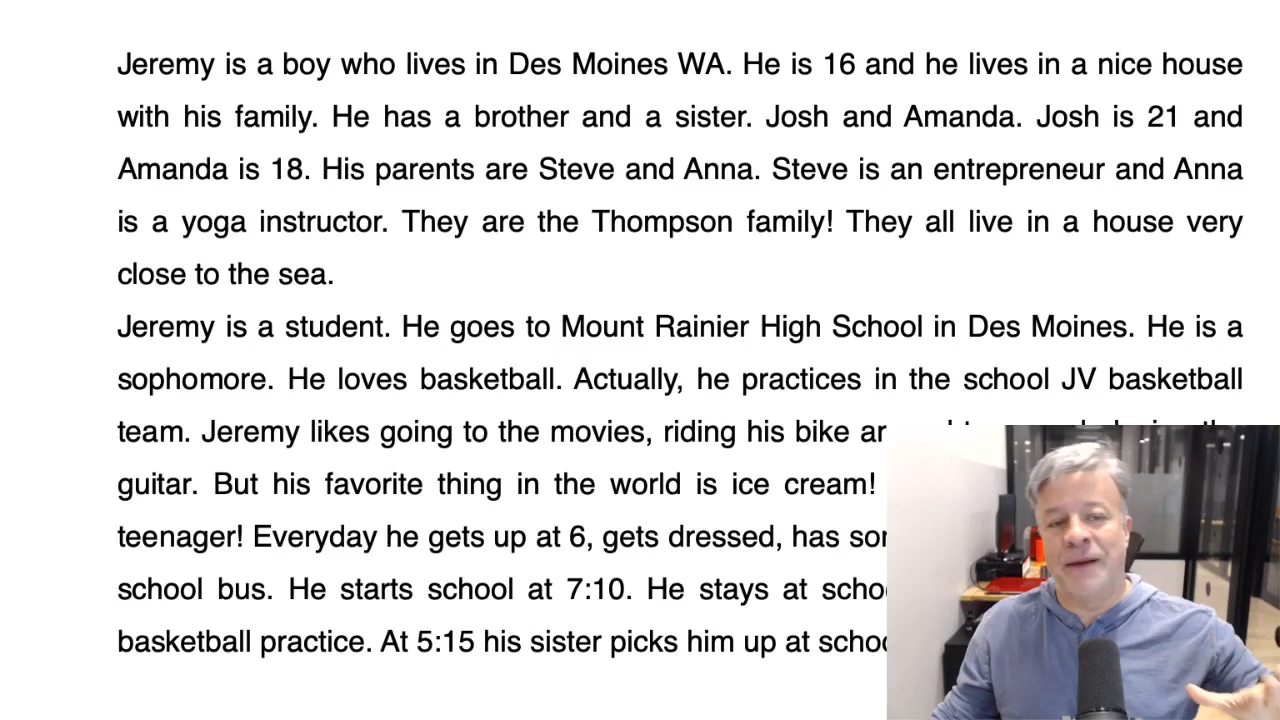 Jeremy is a boy who lives in Des Moines WA. He is 16 and he lives in a nice house
with his family. He has a brother and a sister. Josh and Amanda. Josh is 21 and
Amanda is 18. His parents are Steve and Anna. Steve is an entrepreneur and Anna
is a yoga instructor. They are the Thompson family! They all live in a house very
close to the sea.
Jeremy is a student. He goes to Mount Rainier High School in Des Moines. He is a
sophomore. He loves basketball. Actually, he practices in the school JV basketball
team. Jeremy likes going to the movies, riding his bike
guitar. But his favorite thing in the world is ice cream!
teenager! Everyday he gets up at 6, gets dressed, has
school bus. He starts school at 7:10. He stays at
basketball practice. At 5:15 his sister picks him up at